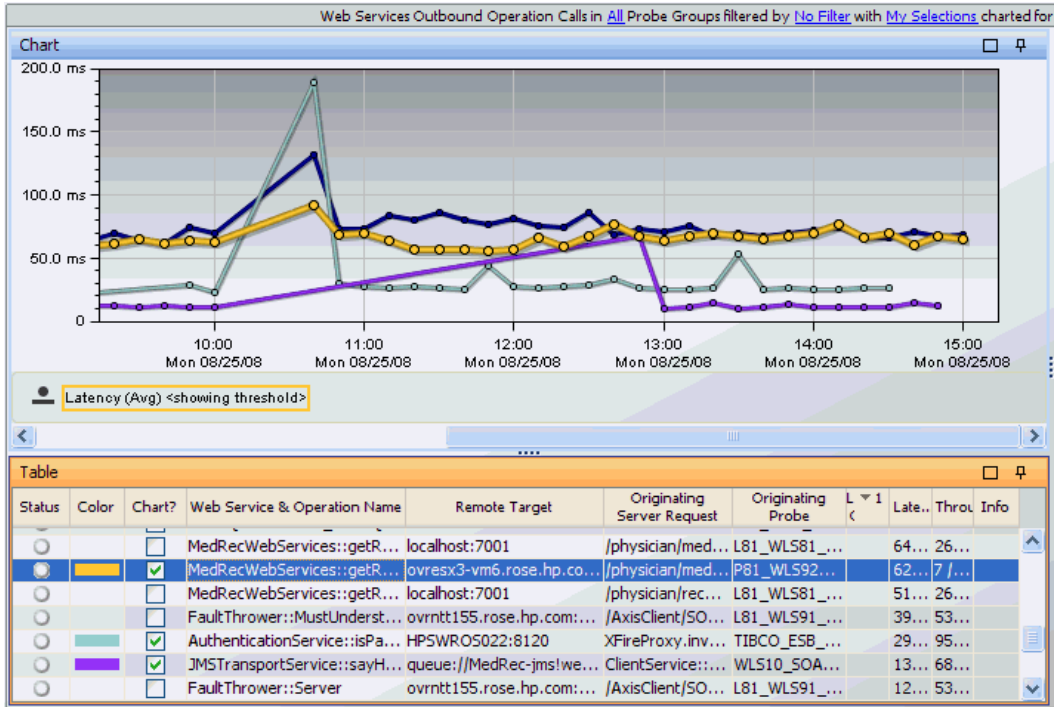 Web Services Outbound Operation Calls in All Probe Groups filtered by No Filter with My Selections charted for
Chart
200.0 ms
150.0 ms
100.0 ms
50.0 ms
0
10:00 11:00 12:00 13:00 14:00 15:00
Mon 08/25/08 Mon 08/25/08 Mon 08/25/08 Mon 08/25/08 Mon 08/25/08 Mon 08/25/08
Latency (Avg) <showing threshold>
Table
Status Color Chart? Web Service & Operation Name Remote Target Originating Server Request Originating Probe L 1 Late... Throu Info
MedRecWebServices::getR... localhost:7001 /physician/med... L81_WLS81_... 64... 26...
MedRecWebServices::getR... ovresx3-vm6.rose.hp.co... /physician/med... P81_WLS92... 62... 7 /...
MedRecWebServices::getR... localhost:7001 /physician/rec... L81_WLS81_... 51... 26...
FaultThrower::MustUnderst... ovrntt155.rose.hp.com:... /AxisClient/SO... L81_WLS91_... 39... 53...
AuthenticationService::isPa... HPSWROS022:8120 XFireProxy.inv... TIBCO_ESB_... 29... 95...
JMSTransportService::sayH... queue://MedRec-jms!we... ClientService::... WLS10_SOA... 13... 68...
FaultThrower::Server ovrntt155.rose.hp.com:... /AxisClient/SO... L81_WLS91_... 12... 53...